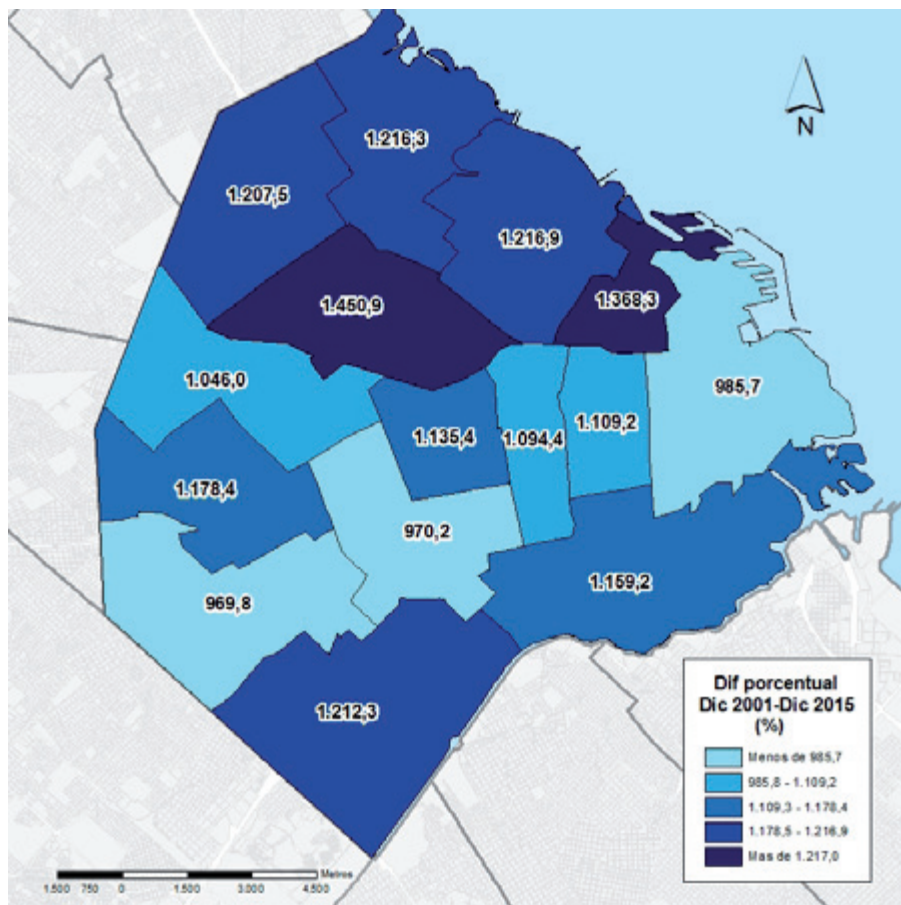 N
1.216,3
1.207,5
1.216,9
1.368,3
1.450,9
1.046,0
985,7
1.135,4
1.109,2
1.094,4
1.178,4
970,2
1.159,2
969,8
1.212,3
Dif porcentual
Dic 2001-Dic 2015
(%)
Menos de 985,7
985,8 - 1.109,2
1.109,3 - 1.178,4
1.178,5 - 1.216,9
Mas de 1.217,0
Metros
1.500 750 0 1.500 3.000 4.500